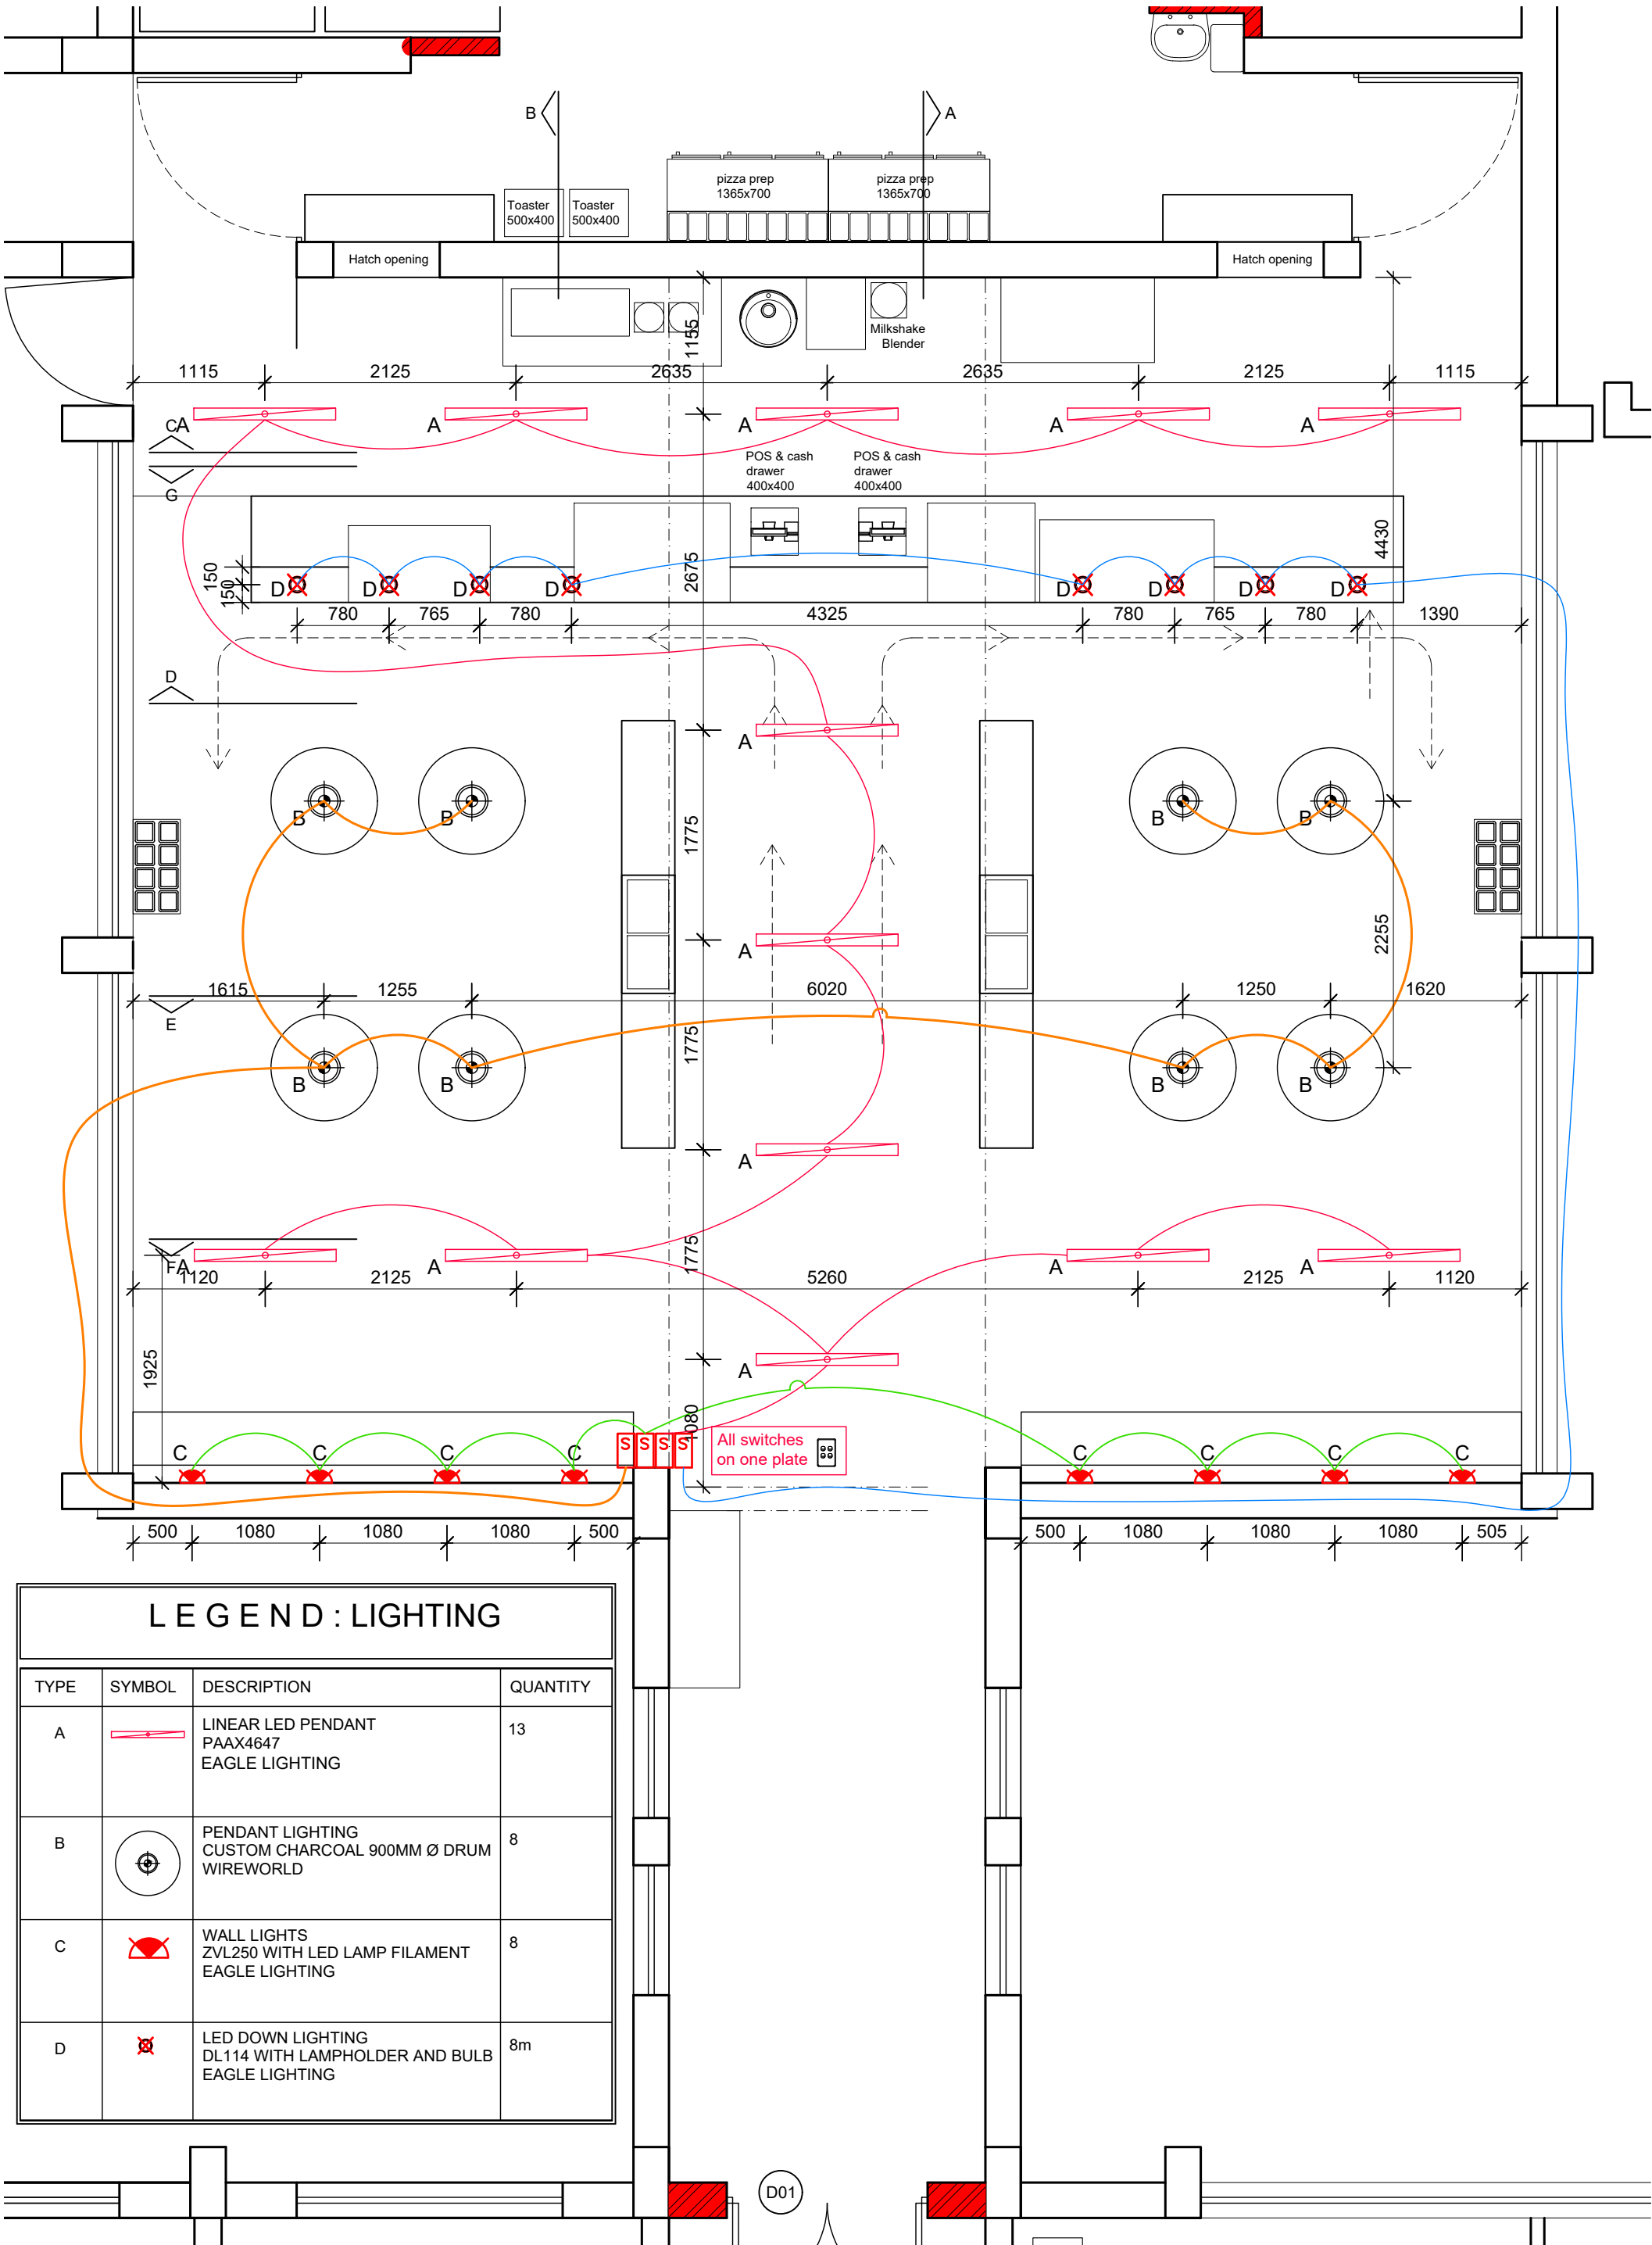 B
A
pizza prep
1365x700
pizza prep
1365x700
Toaster
500x400
Toaster
500x400
Hatch opening
Hatch opening
Milkshake
Blender
1155
1115
2125
2635
2635
2125
1115
A
A
A
A
A
C
G
POS & cash
drawer
400x400
POS & cash
drawer
400x400
4430
2675
150
150
D
D
D
D
D
D
D
D
780
765
780
4325
780
765
780
1390
D
A
B
B
B
B
1775
A
2255
1615
1255
6020
1250
1620
E
1775
B
B
B
B
A
1775
F
A
A
A
A
1120
2125
5260
2125
1120
1925
A
1080
C
C
C
C
S
S
S
S
All switches
on one plate
C
C
C
C
500
1080
1080
1080
500
500
1080
1080
1080
505
L E G E N D : LIGHTING
TYPE
SYMBOL
DESCRIPTION
QUANTITY
A
LINEAR LED PENDANT
PAAX4647
EAGLE LIGHTING
13
B
PENDANT LIGHTING
CUSTOM CHARCOAL 900MM Ø DRUM
WIREWORLD
8
C
WALL LIGHTS
ZVL250 WITH LED LAMP FILAMENT
EAGLE LIGHTING
8
D
LED DOWN LIGHTING
DL114 WITH LAMPHOLDER AND BULB
EAGLE LIGHTING
8m
D01